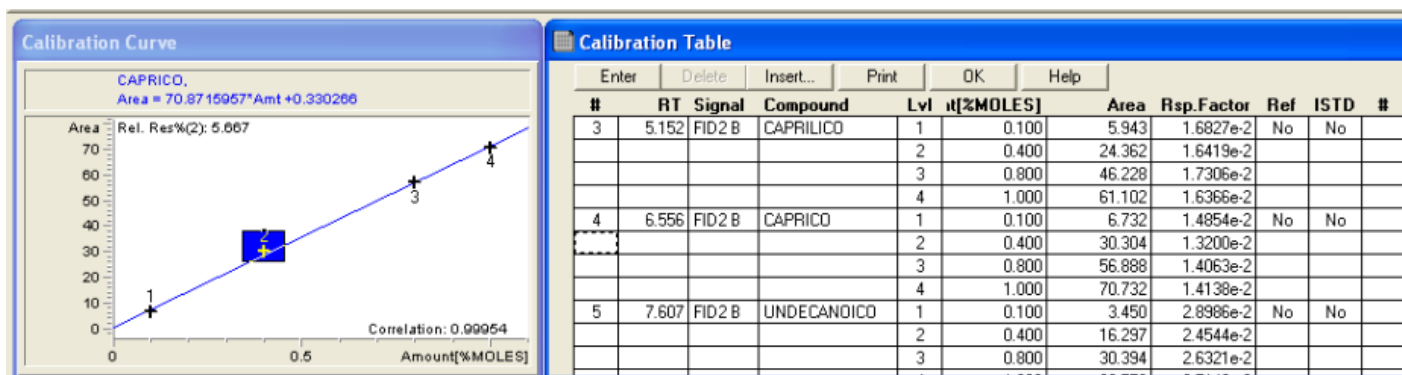 Calibration Curve
CAPRICO,
Area = 70.8715957*Amt +0.330266
Area
Rel. Res%(2): 5.667
70
60
50
40
30
20
10
0
1
2
3
4
Correlation: 0.99954
0
0.5
Amount[%MOLES]
Calibration Table
Enter Delete Insert... Print OK Help
# RT Signal Compound Lvl ıt[%MOLES] Area Rsp.Factor Ref ISTD #
3 5.152 FID2 B CAPRILICO 1 0.100 5.943 1.6827e-2 No No
2 0.400 24.362 1.6419e-2
3 0.800 46.228 1.7306e-2
4 1.000 61.102 1.6366e-2
4 6.556 FID2 B CAPRICO 1 0.100 6.732 1.4854e-2 No No
2 0.400 30.304 1.3200e-2
3 0.800 56.888 1.4063e-2
4 1.000 70.732 1.4138e-2
5 7.607 FID2 B UNDECANOICO 1 0.100 3.450 2.8986e-2 No No
2 0.400 16.297 2.4544e-2
3 0.800 30.394 2.6321e-2